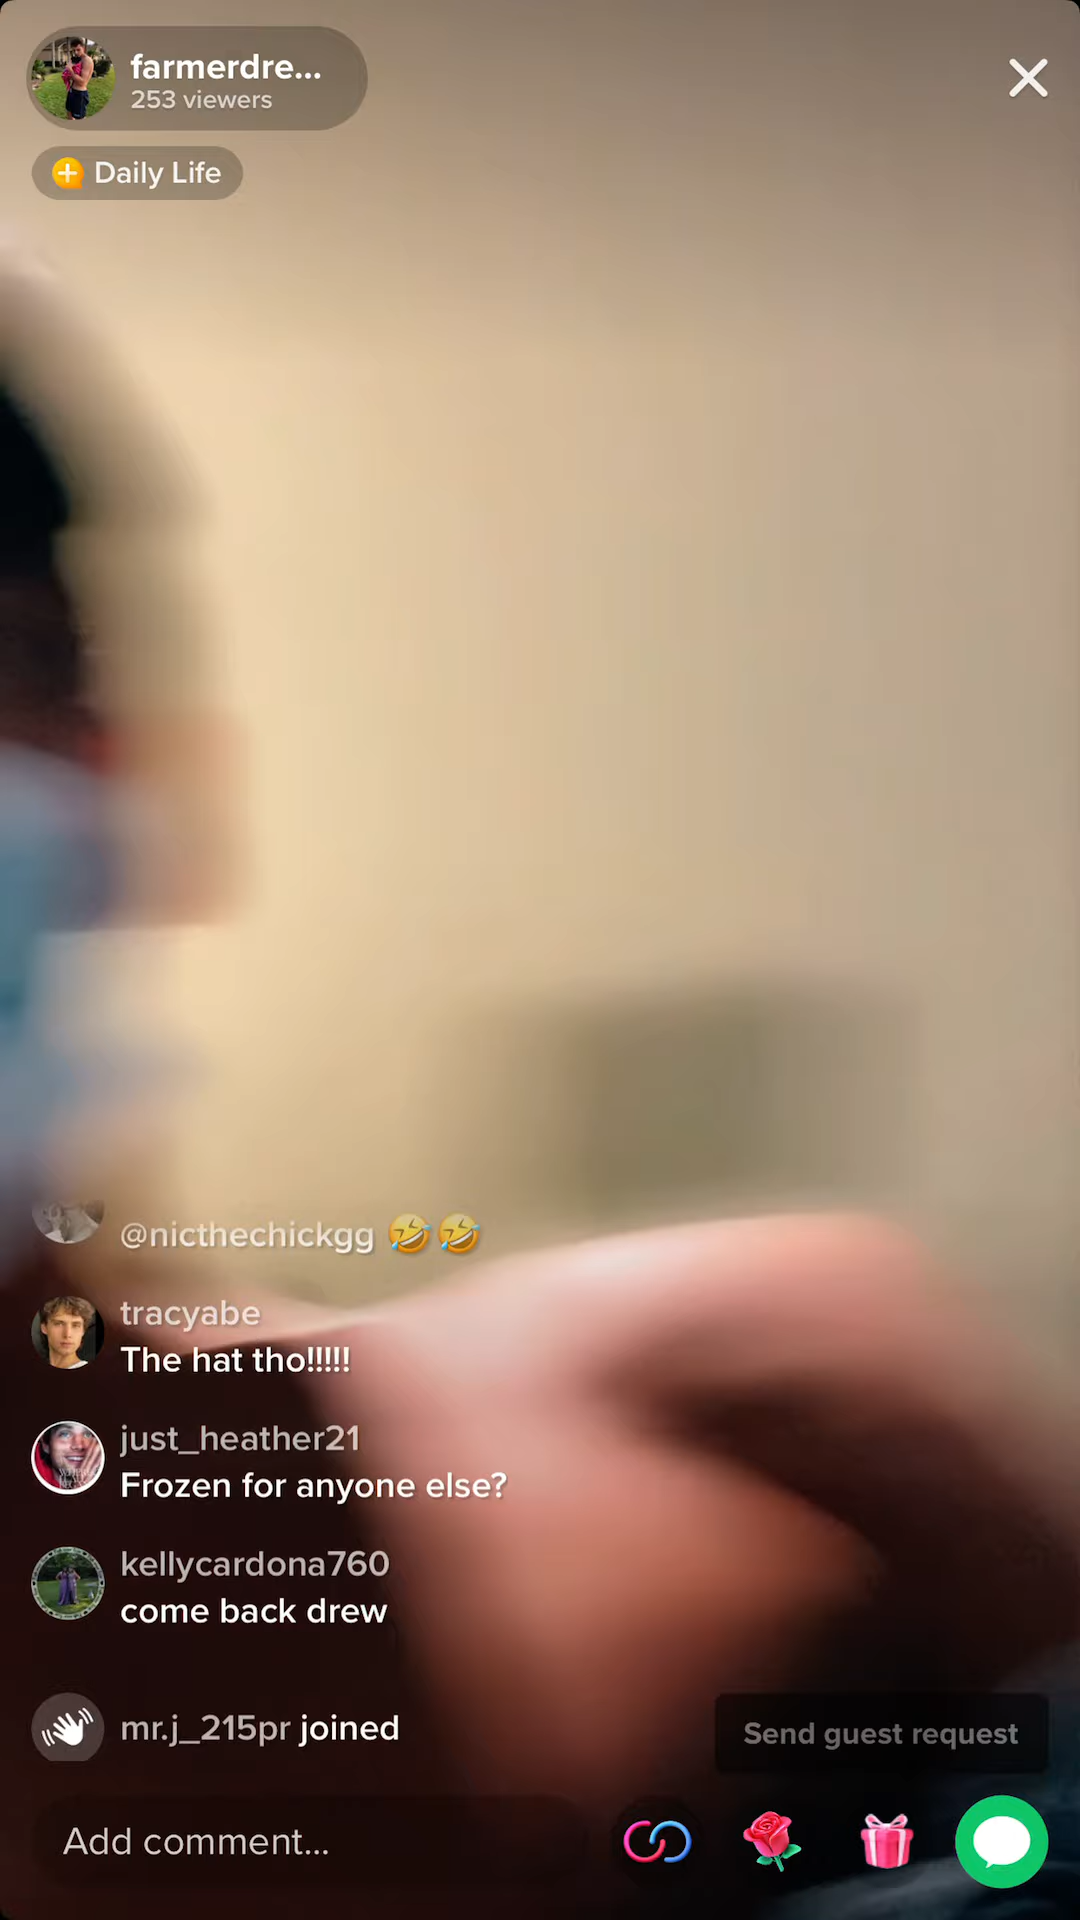 farmerdre...
253 viewers
Daily Life
@nicthechickgg 🤣🤣
tracyabe
The hat tho!!!!!
just_heather21
Frozen for anyone else?
kellycardona760
come back drew
mr.j_215pr joined
Send guest request
Add comment...